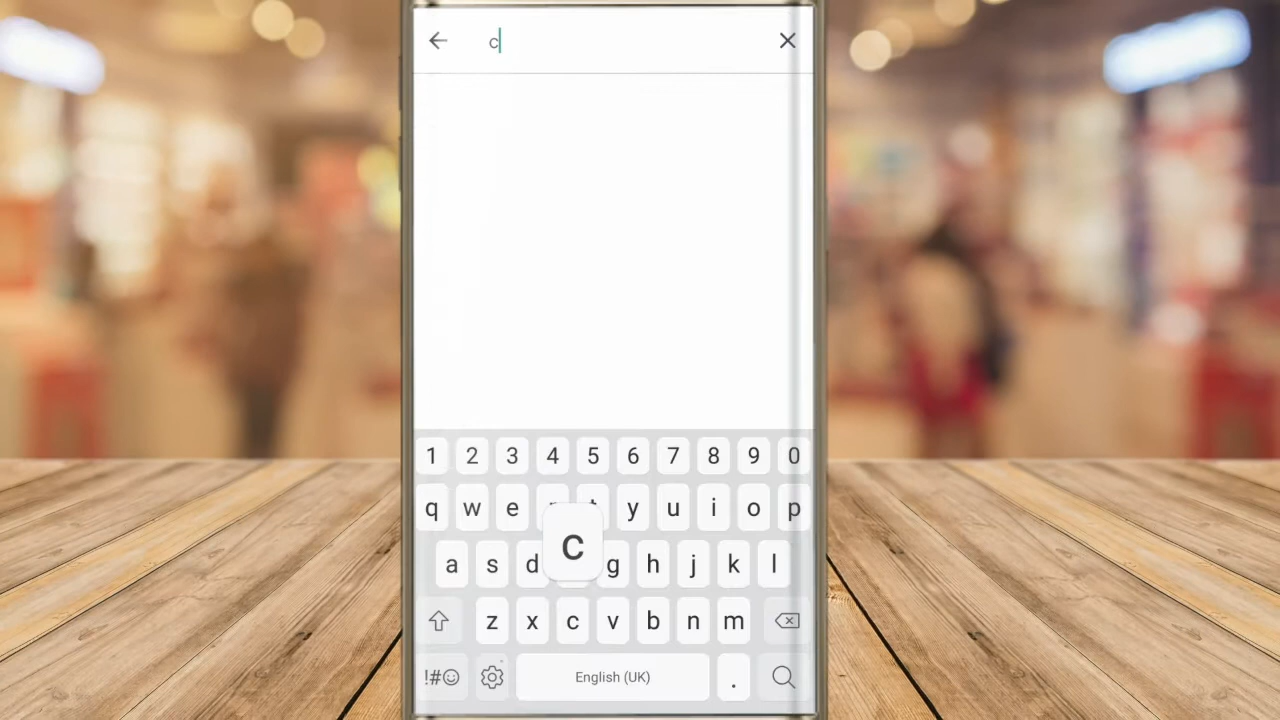 c
1 2 3 4 5 6 7 8 9 0
q w e t y u i o p
c
a s d g h j k l
z x c v b n m
!# English (UK) .